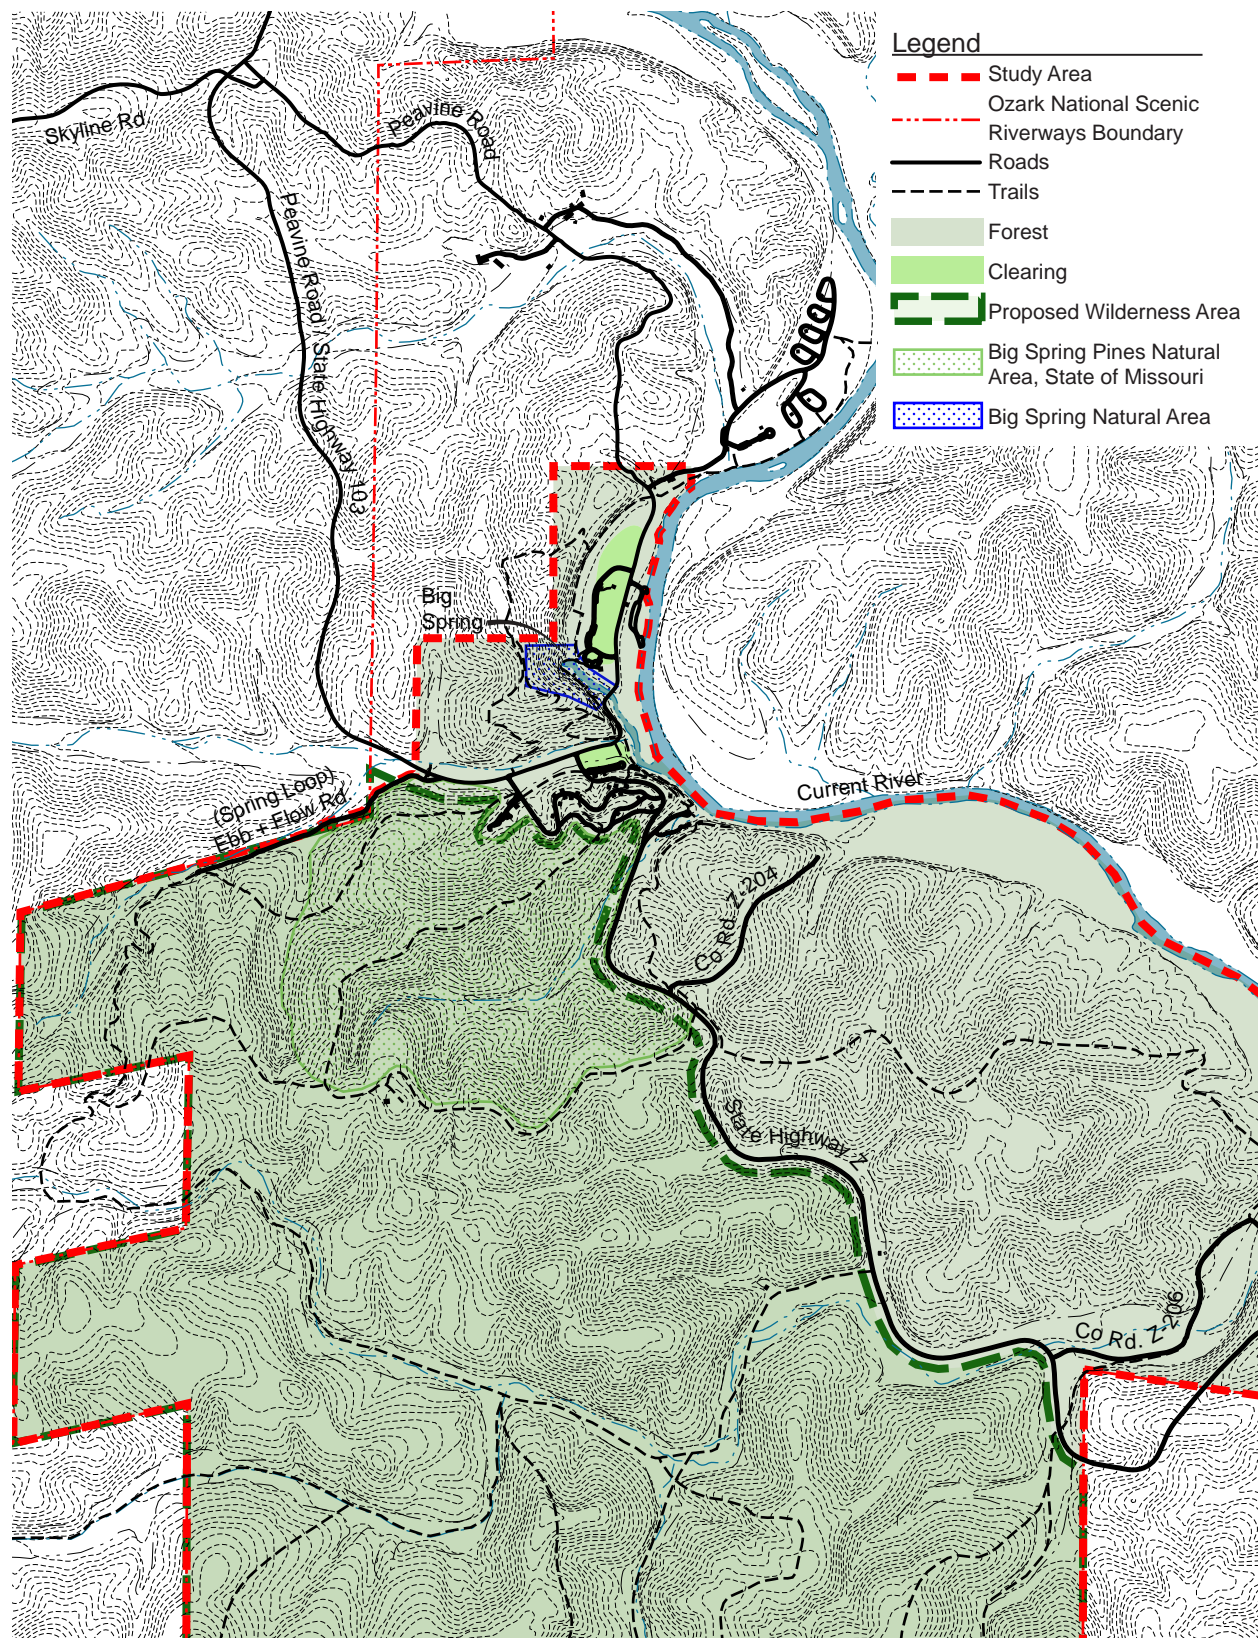 Legend
Study Area
Ozark National Scenic
Riverways Boundary
Roads
Trails
Forest
Clearing
Proposed Wilderness Area
Big Spring Pines Natural
Area, State of Missouri
Big Spring Natural Area
Skyline Rd
Peavine Road
Peavine Road / State Highway 103
Big
Spring
Current River
(Spring Loop)
Ebb + Flow Rd
Co Rd. Z-204
State Highway Z
Co Rd. Z-206